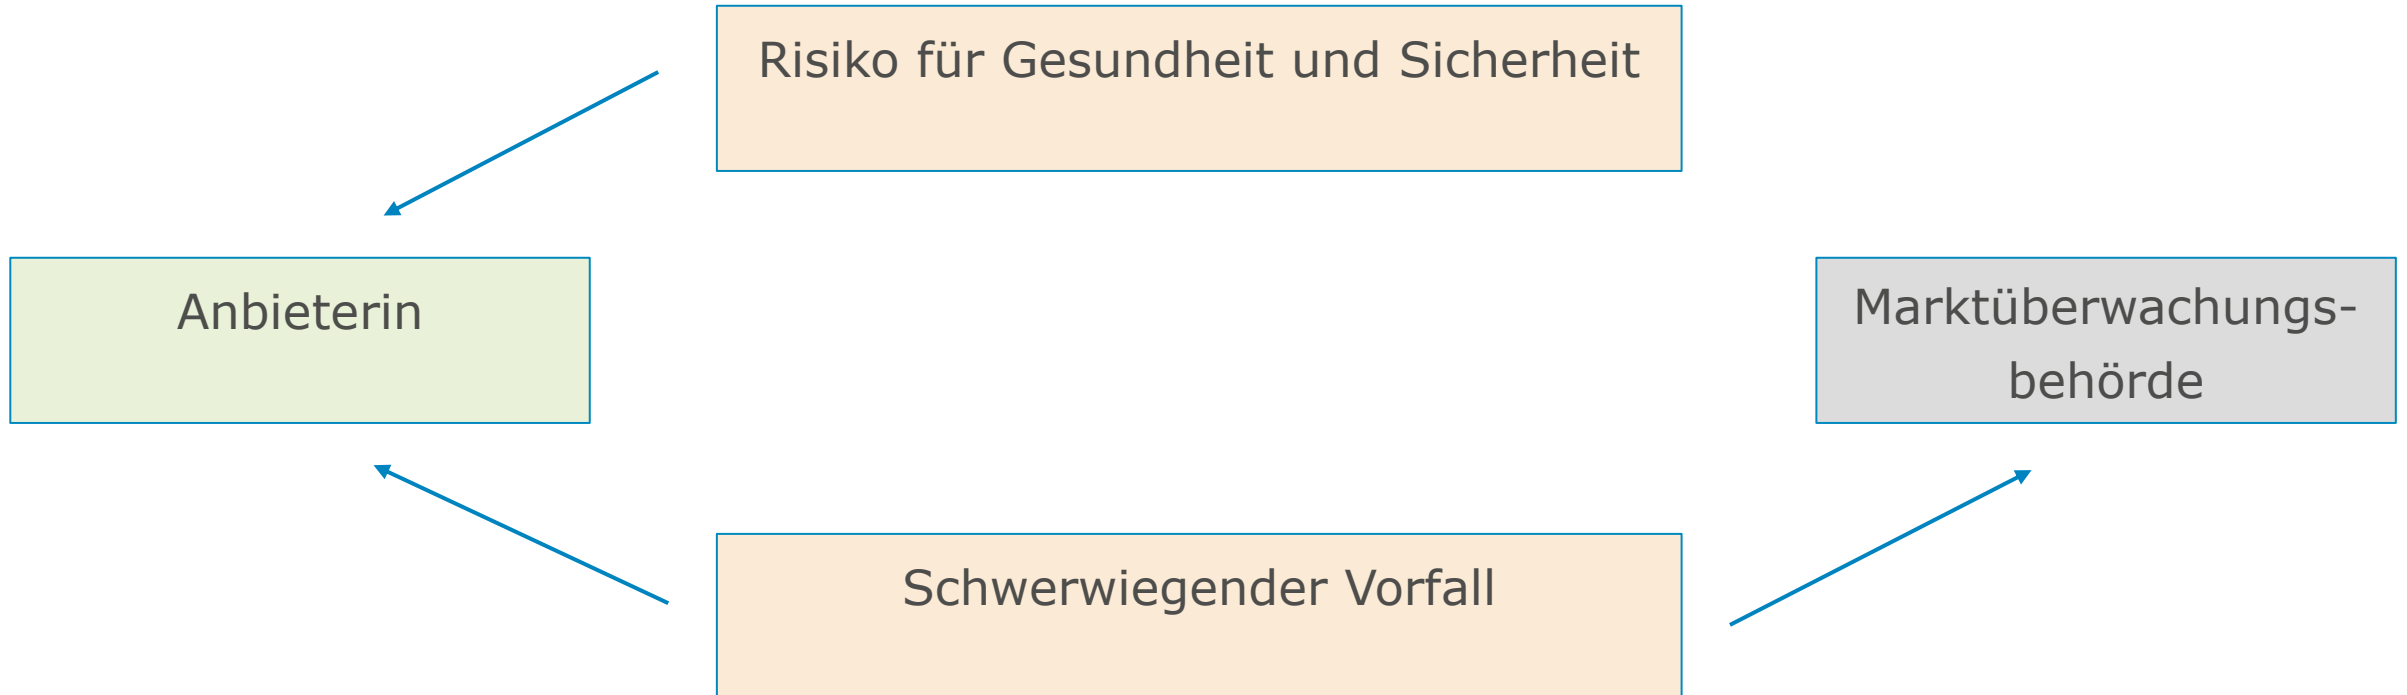 Risiko für Gesundheit und Sicherheit
Anbieterin
Marktüberwachungs-
behörde
Schwerwiegender Vorfall